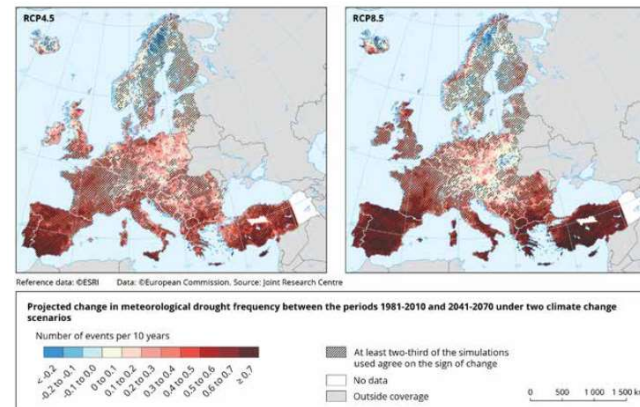 RCP4.5
RCP8.5
Reference data: ©ESRI Data: ©European Commission. Source: Joint Research Centre
Projected change in meteorological drought frequency between the periods 1981-2010 and 2041-2070 under two climate change
scenarios
Number of events per 10 years
< -0.2
-0.2 to -0.1
-0.1 to 0.0
0 to 0.1
0.1 to 0.2
0.2 to 0.3
0.3 to 0.4
0.4 to 0.5
0.5 to 0.6
0.6 to 0.7
≥ 0.7
At least two-third of the simulations
used agree on the sign of change
No data
Outside coverage
0 500 1 000 1 500 km